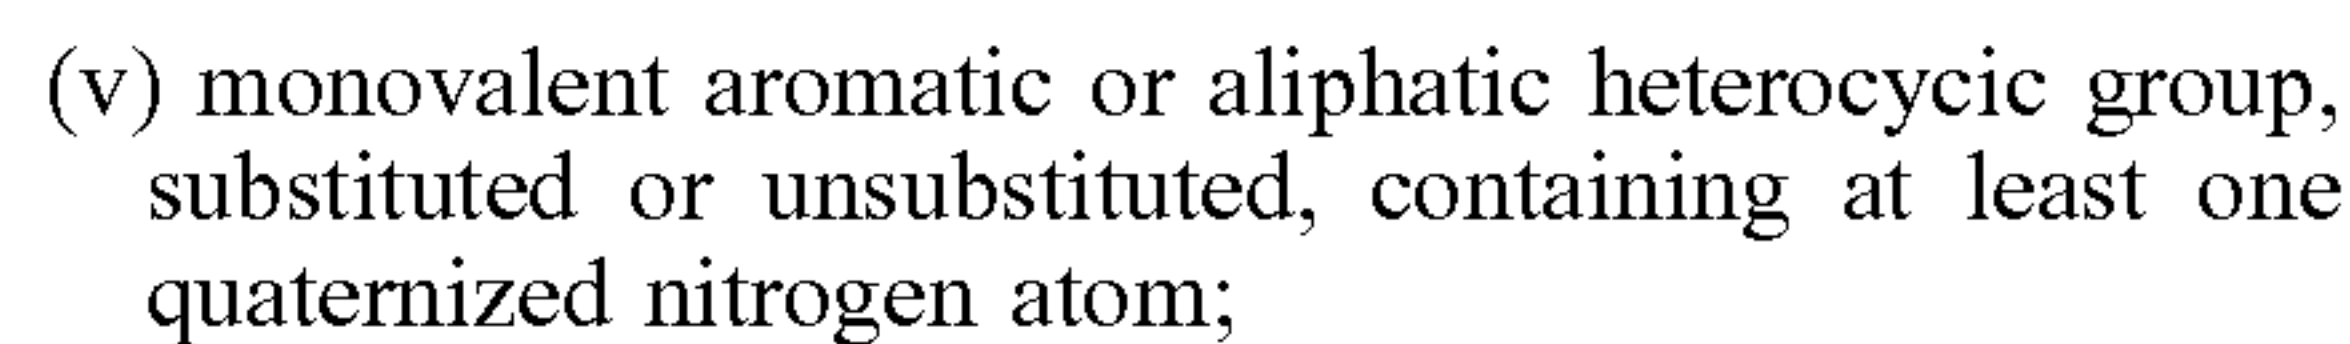 (v) monovalent aromatic or aliphatic heterocycic group,
substituted or unsubstituted, containing at least one
quaternized nitrogen atom;